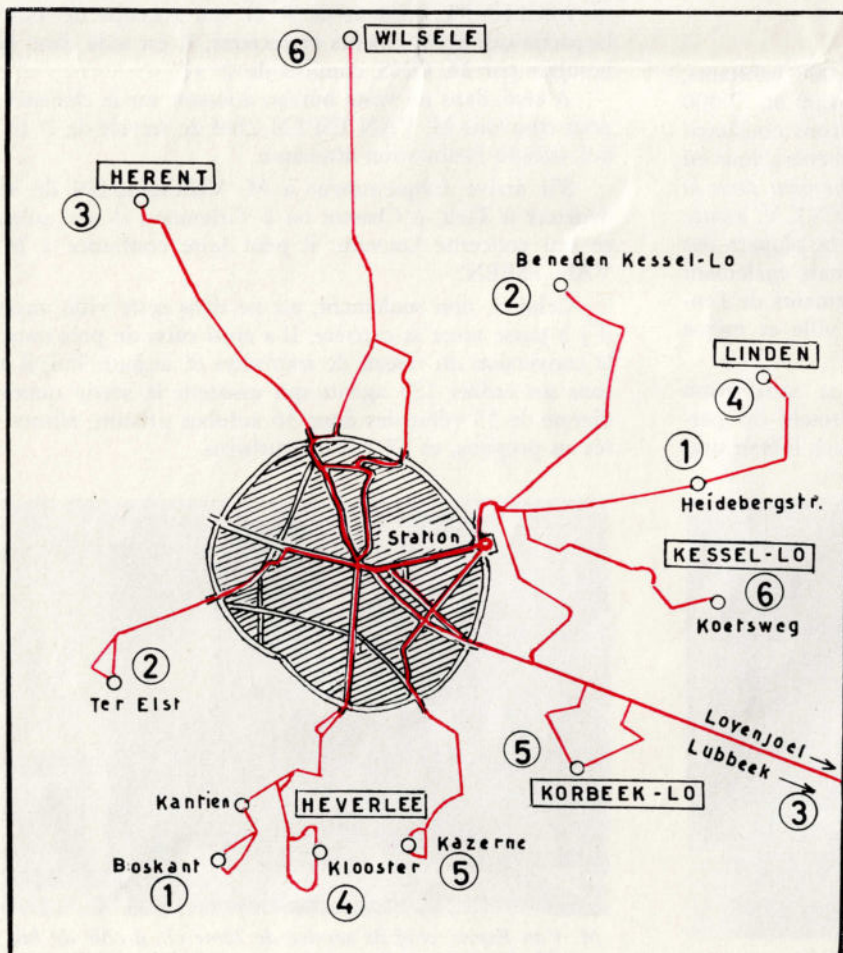 6 WILSELE
HERENT
3
Beneden Kessel-Lo
2
LINDEN
4
1
Heidebergstr.
Station
KESSEL-LO
6
Koetsweg
2
Ter Elst
Lovenjoel →
Lubbeek →
3
5
KORBEEK-LO
Kantien
HEVERLEE
Boskant
1
Klooster
4
Kazerne
5